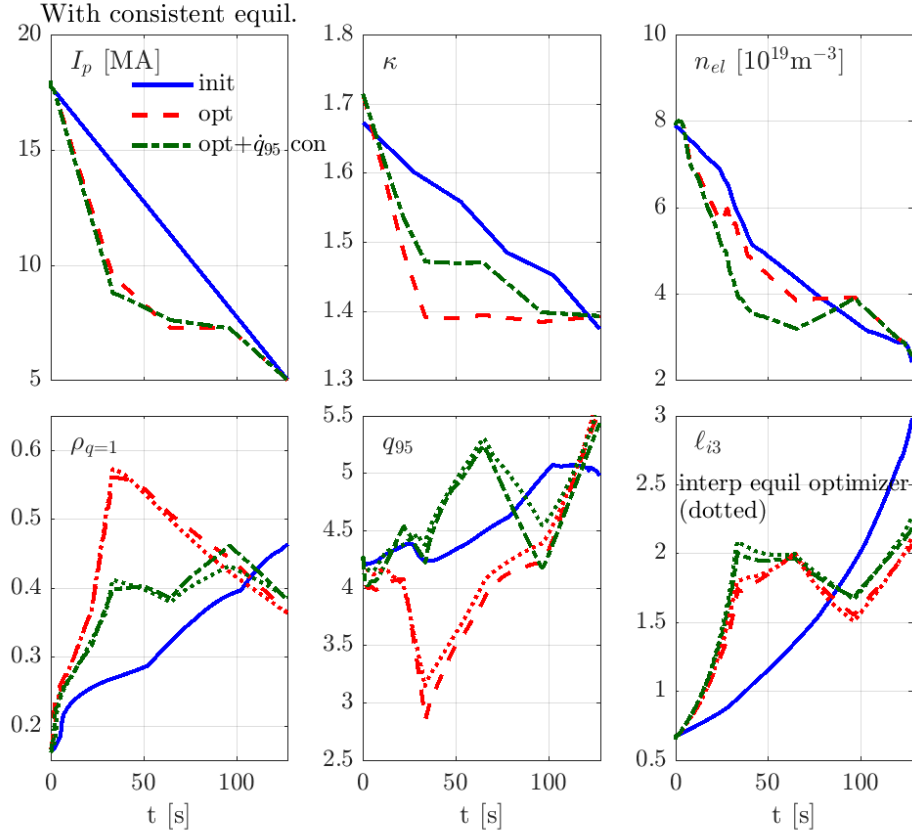 With consistent equil.
20
15
10
5
I_p [MA]
init
opt
opt+q̇_95 con
1.8
1.7
1.6
1.5
1.4
1.3
κ
10
8
6
4
2
n_el [10^19 m^−3]
0.6
0.5
0.4
0.3
0.2
ρ_q=1
0
50
100
t [s]
5.5
5
4.5
4
3.5
3
2.5
q_95
0
50
100
t [s]
3
2.5
2
1.5
1
0.5
ℓ_i3
interp equil optimizer
(dotted)
0
50
100
t [s]